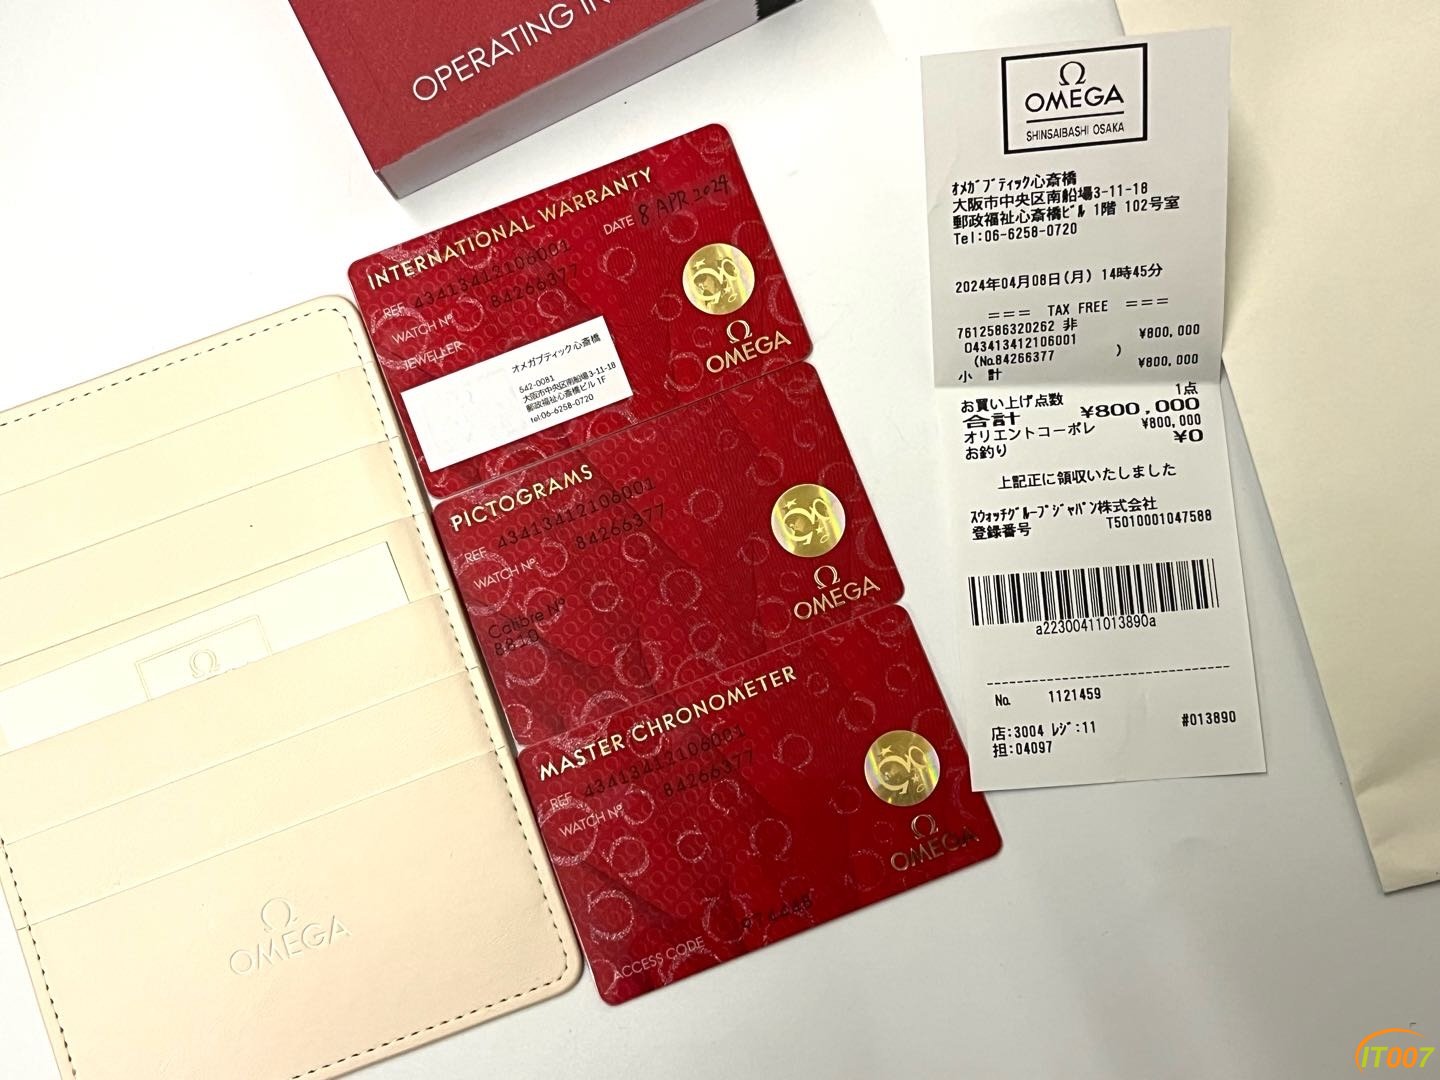 OPERATING IN
INTERNATIONAL WARRANTY
DATE 8 APR 2024
REF. 43413412106001
WATCH Nº 84266377
JEWELLER
オメガブティック心斎橋
542-0081
大阪市中央区南船場3-11-18
郵政福祉心斎橋ビル 1F
tel:06-6258-0720
Ω
OMEGA
PICTOGRAMS
REF. 43413412106001
WATCH Nº 84266377
Calibre Nº
8810
Ω
OMEGA
MASTER CHRONOMETER
REF. 43413412106001
WATCH Nº 84266377
Ω
OMEGA
ACCESS CODE
Ω
Ω
OMEGA
Ω
OMEGA
SHINSAIBASHI OSAKA
ｵﾒｶﾞﾌﾞﾃｨｯｸ心斎橋
大阪市中央区南船場3-11-18
郵政福祉心斎橋ﾋﾞﾙ 1階 102号室
Tel:06-6258-0720
2024年04月08日(月) 14時45分
=== TAX FREE ===
7612586320262 非
O43413412106001 ¥800,000
(No.84266377 )
小 計 ¥800,000
お買い上げ点数 1点
合計 ¥800,000
オリエントコーポレ ¥800,000
お釣り ¥0
上記正に領収いたしました
ｽｳｫｯﾁｸﾞﾙｰﾌﾟｼﾞｬﾊﾟﾝ株式会社
登録番号 T5010001047588
a22300411013890a
No. 1121459
店:3004 ﾚｼﾞ:11 #013890
担:04097
IT007